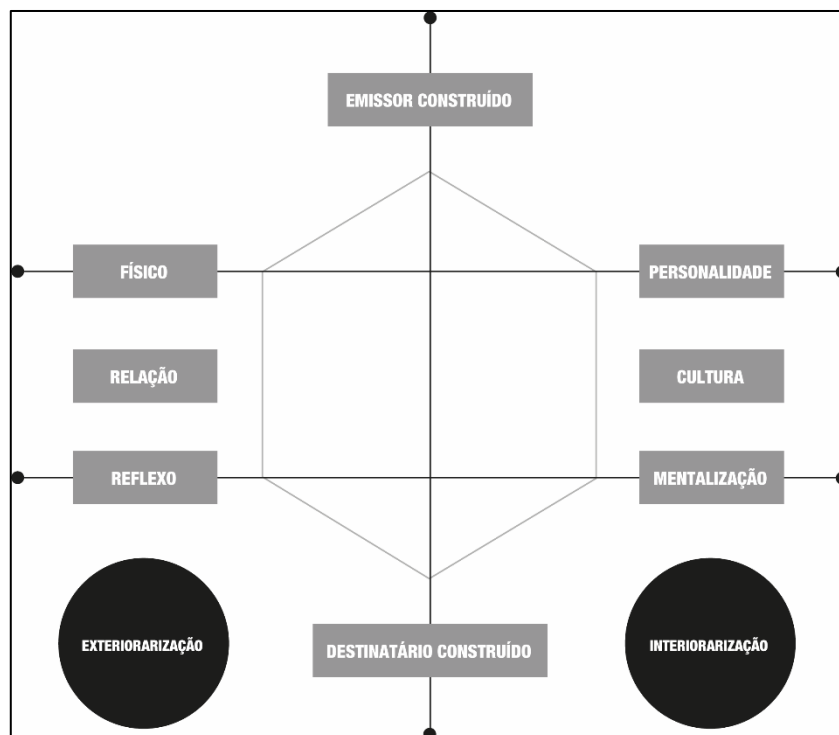 EMISSOR CONSTRUÍDO
FÍSICO
PERSONALIDADE
RELAÇÃO
CULTURA
REFLEXO
MENTALIZAÇÃO
EXTERIORARIZAÇÃO
DESTINATÁRIO CONSTRUÍDO
INTERIORARIZAÇÃO